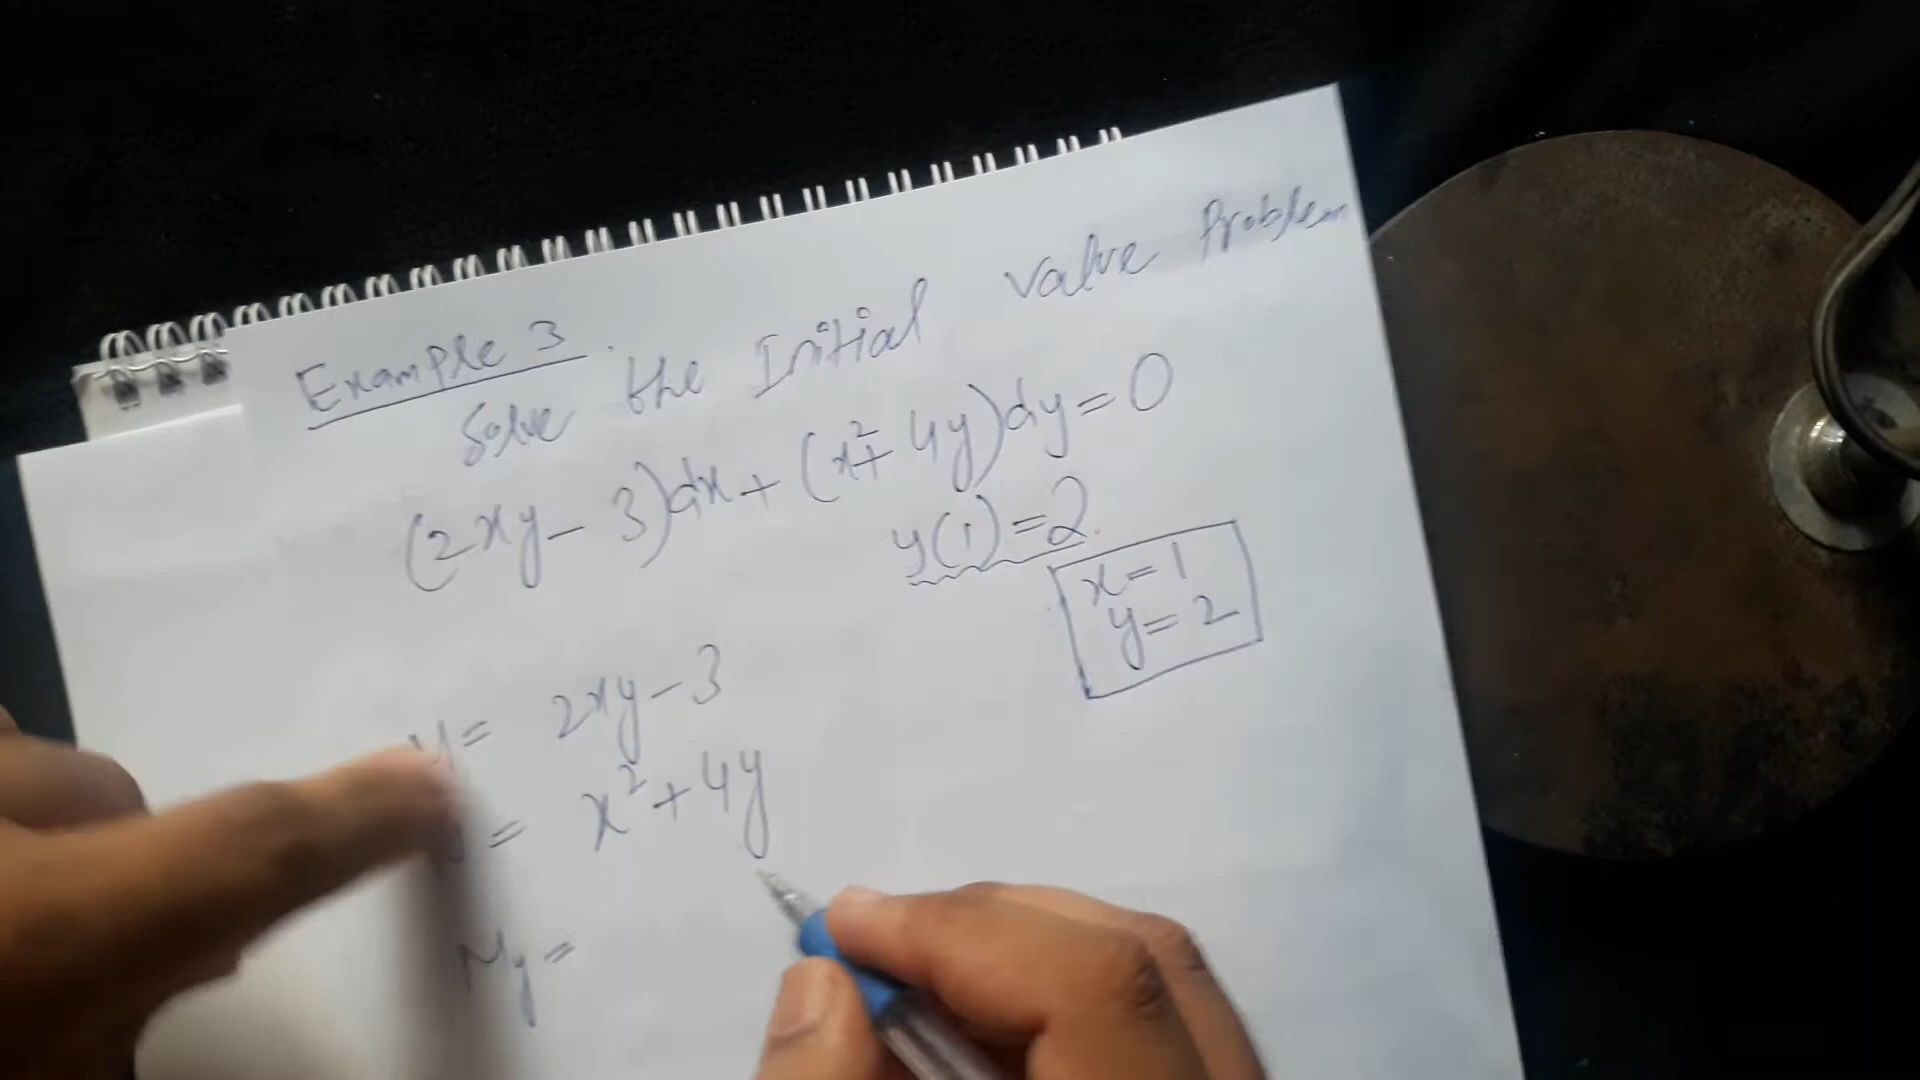 Example 3.
Solve the Initial Value Problem
(2xy - 3)dx + (x² + 4y)dy = 0
y(1) = 2.
x = 1
y = 2
= 2xy - 3
= x² + 4y
My =